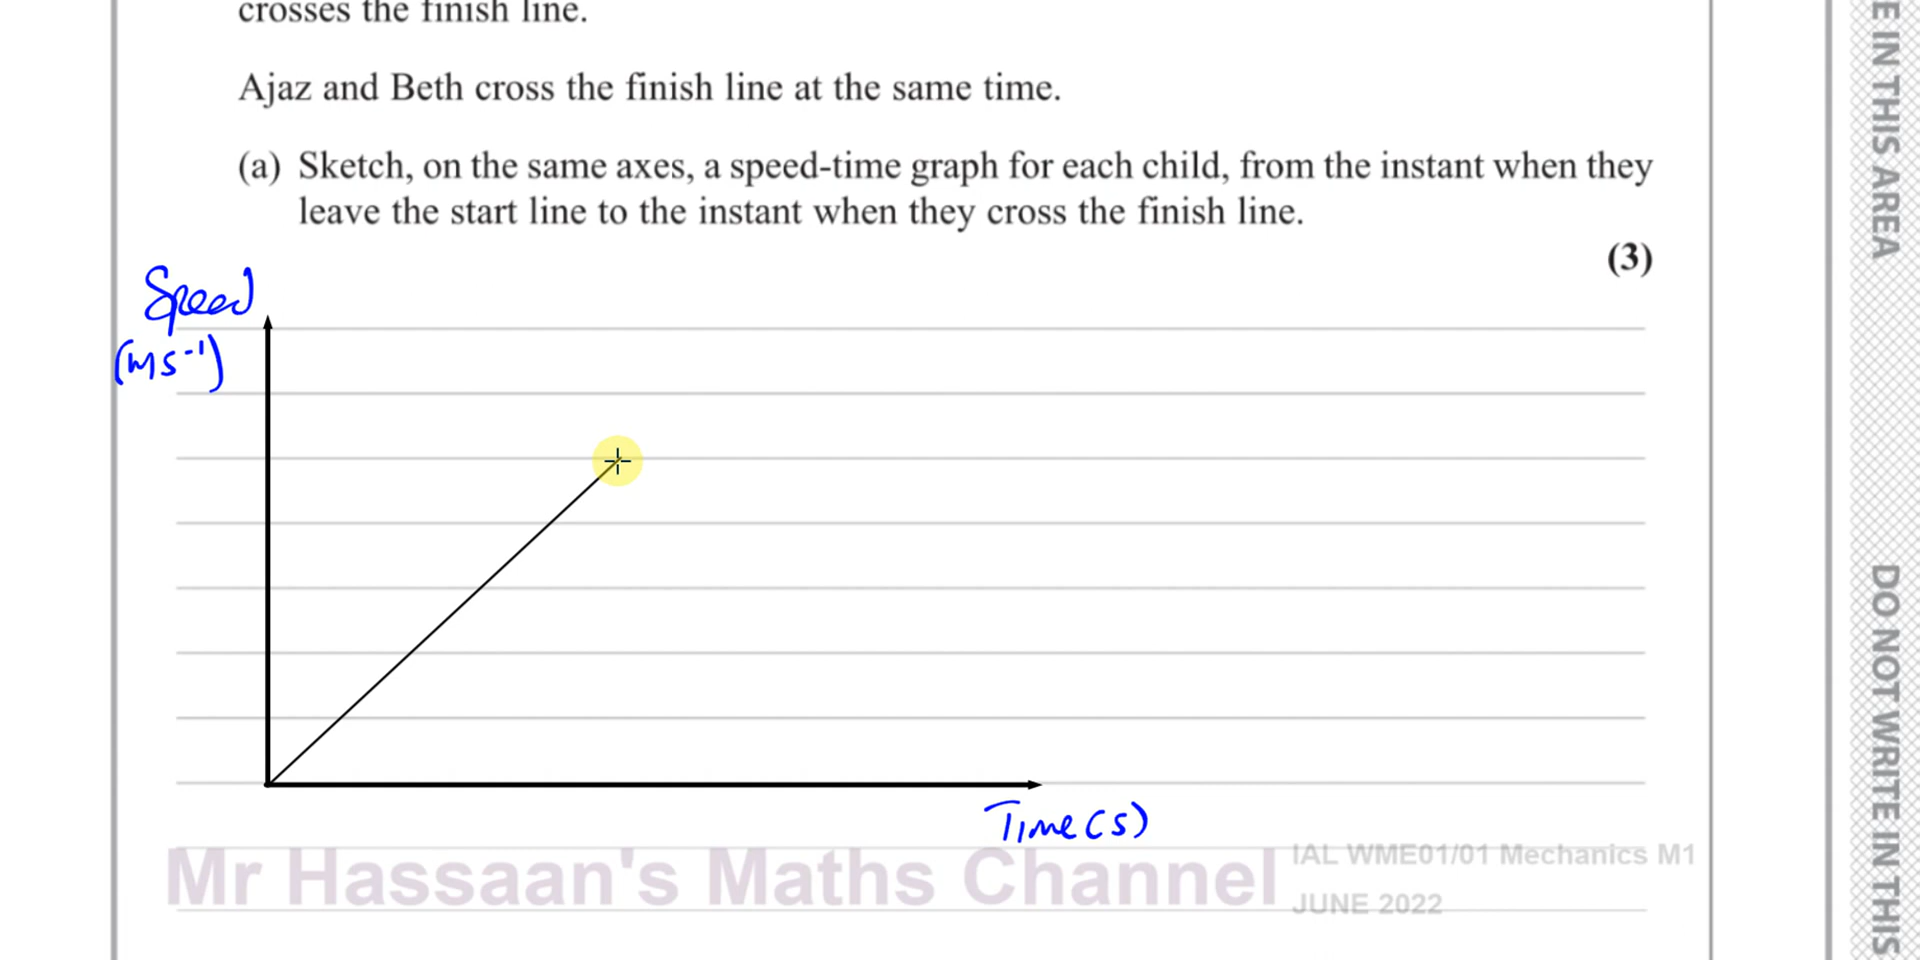 crosses the finish line.
Ajaz and Beth cross the finish line at the same time.
(a) Sketch, on the same axes, a speed-time graph for each child, from the instant when they
leave the start line to the instant when they cross the finish line.
(3)
Speed
(ms⁻¹)
Time (s)
Mr Hassaan's Maths Channel
IAL WME01/01 Mechanics M1
JUNE 2022
E IN THIS AREA
DO NOT WRITE IN THIS